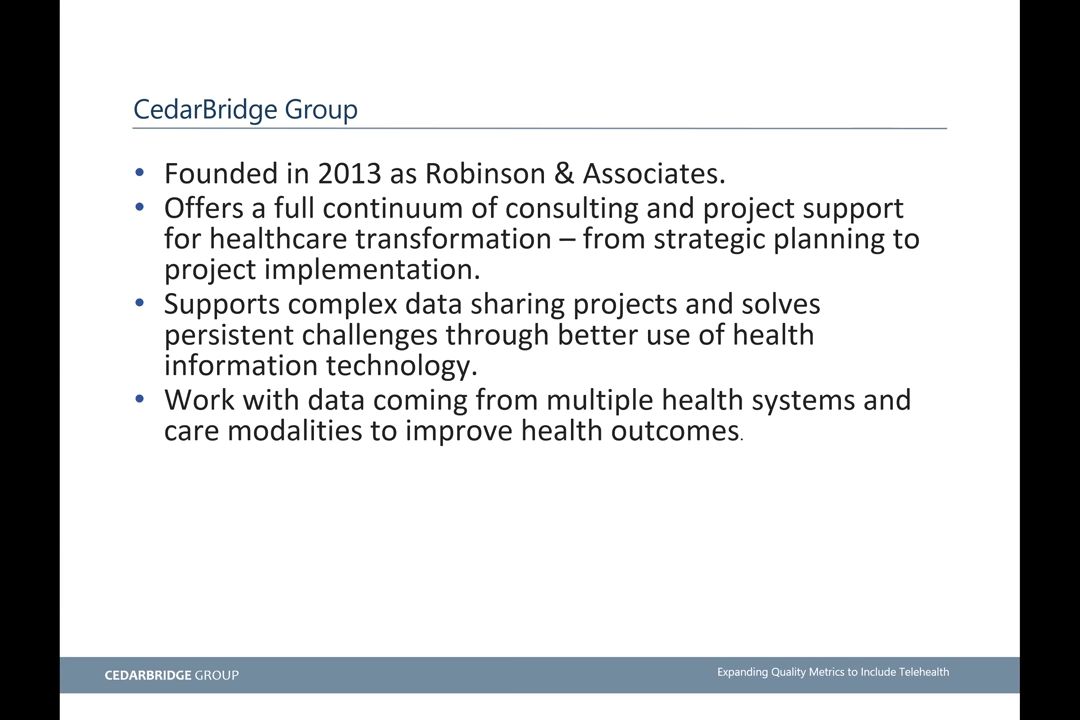 CedarBridge Group
• Founded in 2013 as Robinson & Associates.
• Offers a full continuum of consulting and project support
for healthcare transformation – from strategic planning to
project implementation.
• Supports complex data sharing projects and solves
persistent challenges through better use of health
information technology.
• Work with data coming from multiple health systems and
care modalities to improve health outcomes.
CEDARBRIDGE GROUP
Expanding Quality Metrics to Include Telehealth